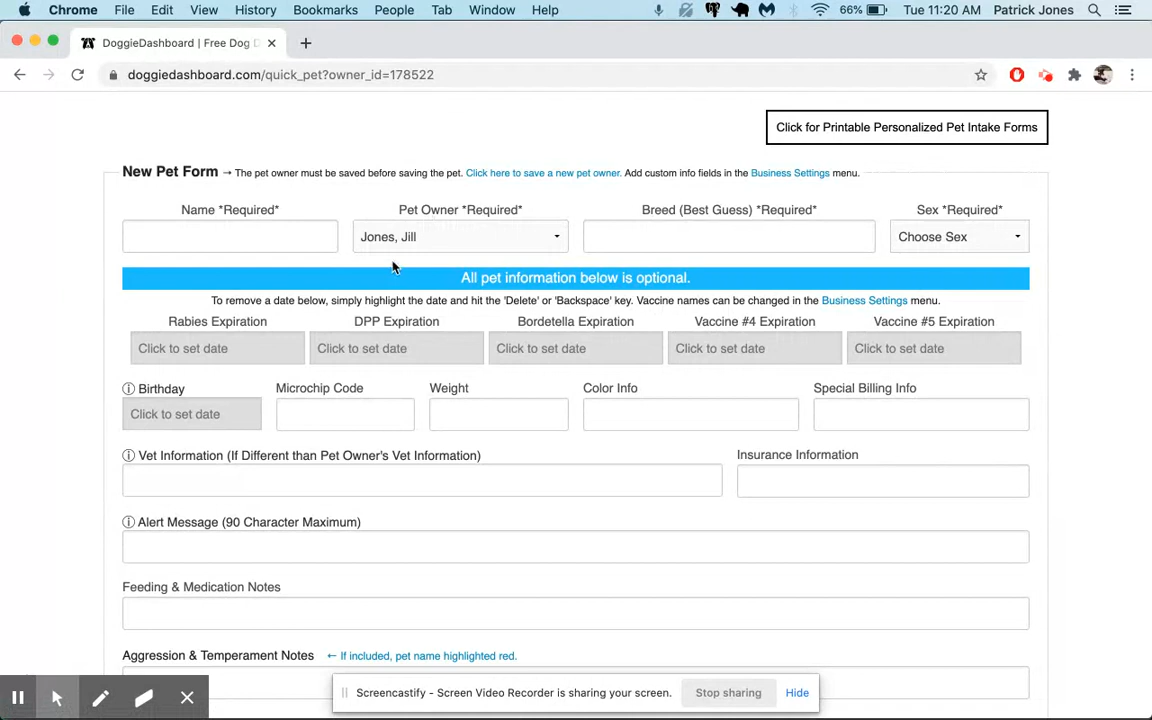 Chrome File Edit View History Bookmarks People Tab Window Help 66% Tue 11:20 AM Patrick Jones
DoggieDashboard | Free Dog D
doggiedashboard.com/quick_pet?owner_id=178522
Click for Printable Personalized Pet Intake Forms
New Pet Form → The pet owner must be saved before saving the pet. Click here to save a new pet owner. Add custom info fields in the Business Settings menu.
Name *Required* Pet Owner *Required* Breed (Best Guess) *Required* Sex *Required*
Jones, Jill Choose Sex
All pet information below is optional.
To remove a date below, simply highlight the date and hit the 'Delete' or 'Backspace' key. Vaccine names can be changed in the Business Settings menu.
Rabies Expiration DPP Expiration Bordetella Expiration Vaccine #4 Expiration Vaccine #5 Expiration
Click to set date Click to set date Click to set date Click to set date Click to set date
Birthday Microchip Code Weight Color Info Special Billing Info
Click to set date
Vet Information (If Different than Pet Owner's Vet Information) Insurance Information
Alert Message (90 Character Maximum)
Feeding & Medication Notes
Aggression & Temperament Notes ← If included, pet name highlighted red.
Screencastify - Screen Video Recorder is sharing your screen. Stop sharing Hide